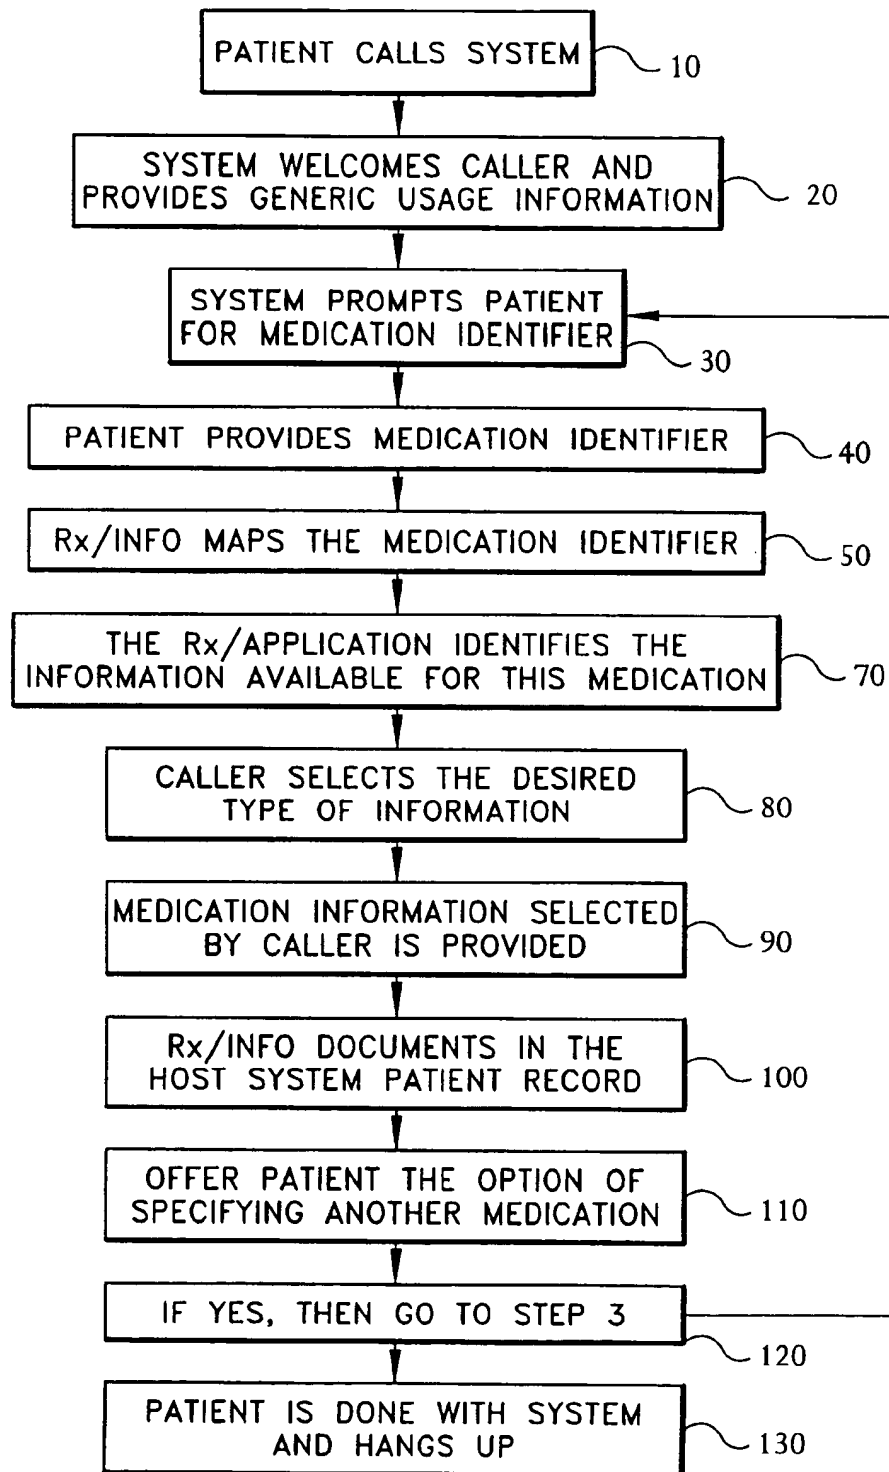 PATIENT CALLS SYSTEM
10
SYSTEM WELCOMES CALLER AND
PROVIDES GENERIC USAGE INFORMATION
20
SYSTEM PROMPTS PATIENT
FOR MEDICATION IDENTIFIER
30
PATIENT PROVIDES MEDICATION IDENTIFIER
40
Rx/INFO MAPS THE MEDICATION IDENTIFIER
50
THE Rx/APPLICATION IDENTIFIES THE
INFORMATION AVAILABLE FOR THIS MEDICATION
70
CALLER SELECTS THE DESIRED
TYPE OF INFORMATION
80
MEDICATION INFORMATION SELECTED
BY CALLER IS PROVIDED
90
Rx/INFO DOCUMENTS IN THE
HOST SYSTEM PATIENT RECORD
100
OFFER PATIENT THE OPTION OF
SPECIFYING ANOTHER MEDICATION
110
IF YES, THEN GO TO STEP 3
120
PATIENT IS DONE WITH SYSTEM
AND HANGS UP
130